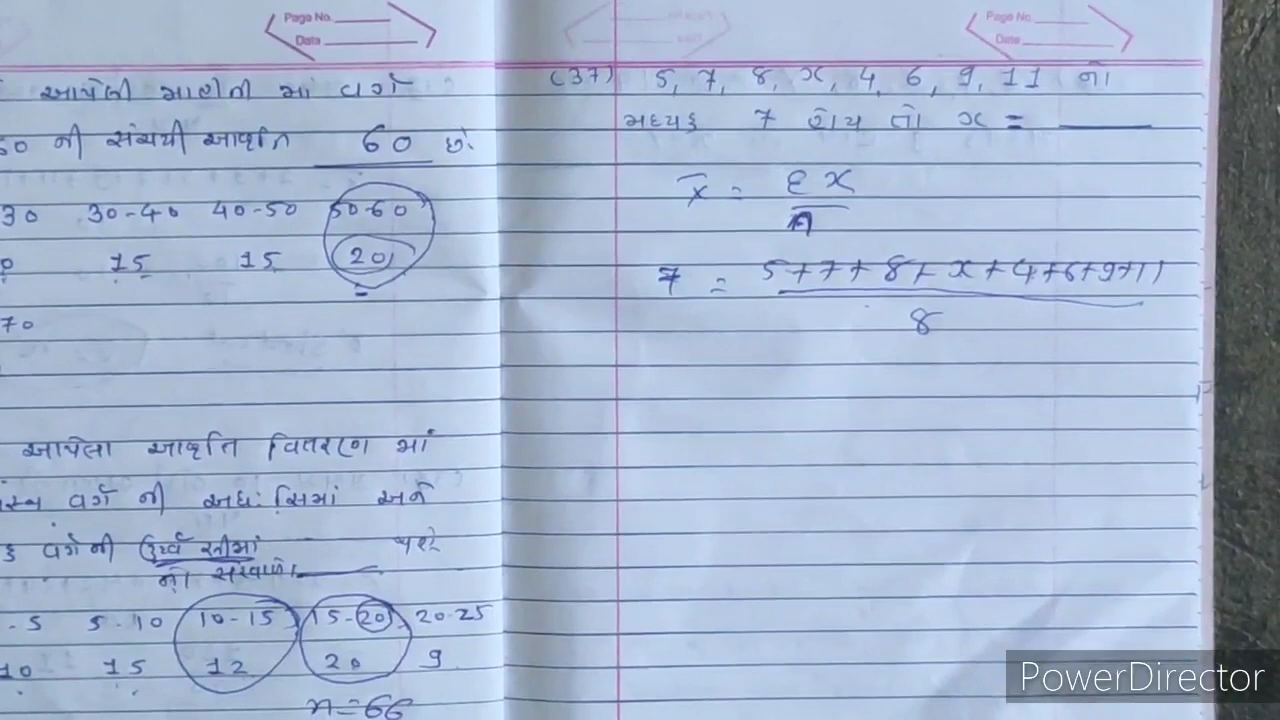 Page No.
Date
આપેલી માહીતી માં વર્ગ
60 ની સંચયી આવૃત્તિ 60 છે.
30 30-40 40-50 50-60
0 15 15 20
70
આપેલા આવૃત્તિ વિતરણ માં
વર્ગ ની અધઃસિમાં અને
વર્ગની ઉર્ધ્વ સીમાં વચ્ચે
નો સરવાળો
-5 5-10 10-15 15-20 20-25
10 15 12 20 9
n=66
Page No.
Date
(37) 5, 7, 8, x, 4, 6, 9, 11 નો
મધ્યક 7 હોય તો x =
x̄ = Σx
n
7 = 5+7+8+x+4+6+9+11
8
PowerDirector